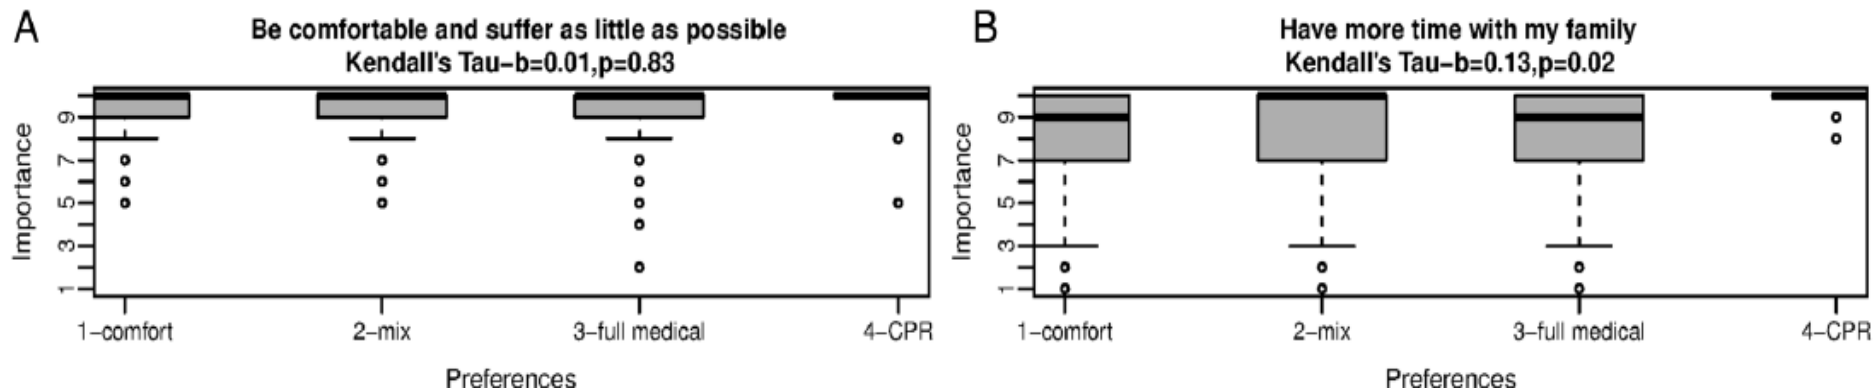 A
Be comfortable and suffer as little as possible
Kendall's Tau–b=0.01,p=0.83
Importance
9
7
5
3
1
1–comfort
2–mix
3–full medical
4–CPR
Preferences
B
Have more time with my family
Kendall's Tau–b=0.13,p=0.02
Importance
9
7
5
3
1
1–comfort
2–mix
3–full medical
4–CPR
Preferences